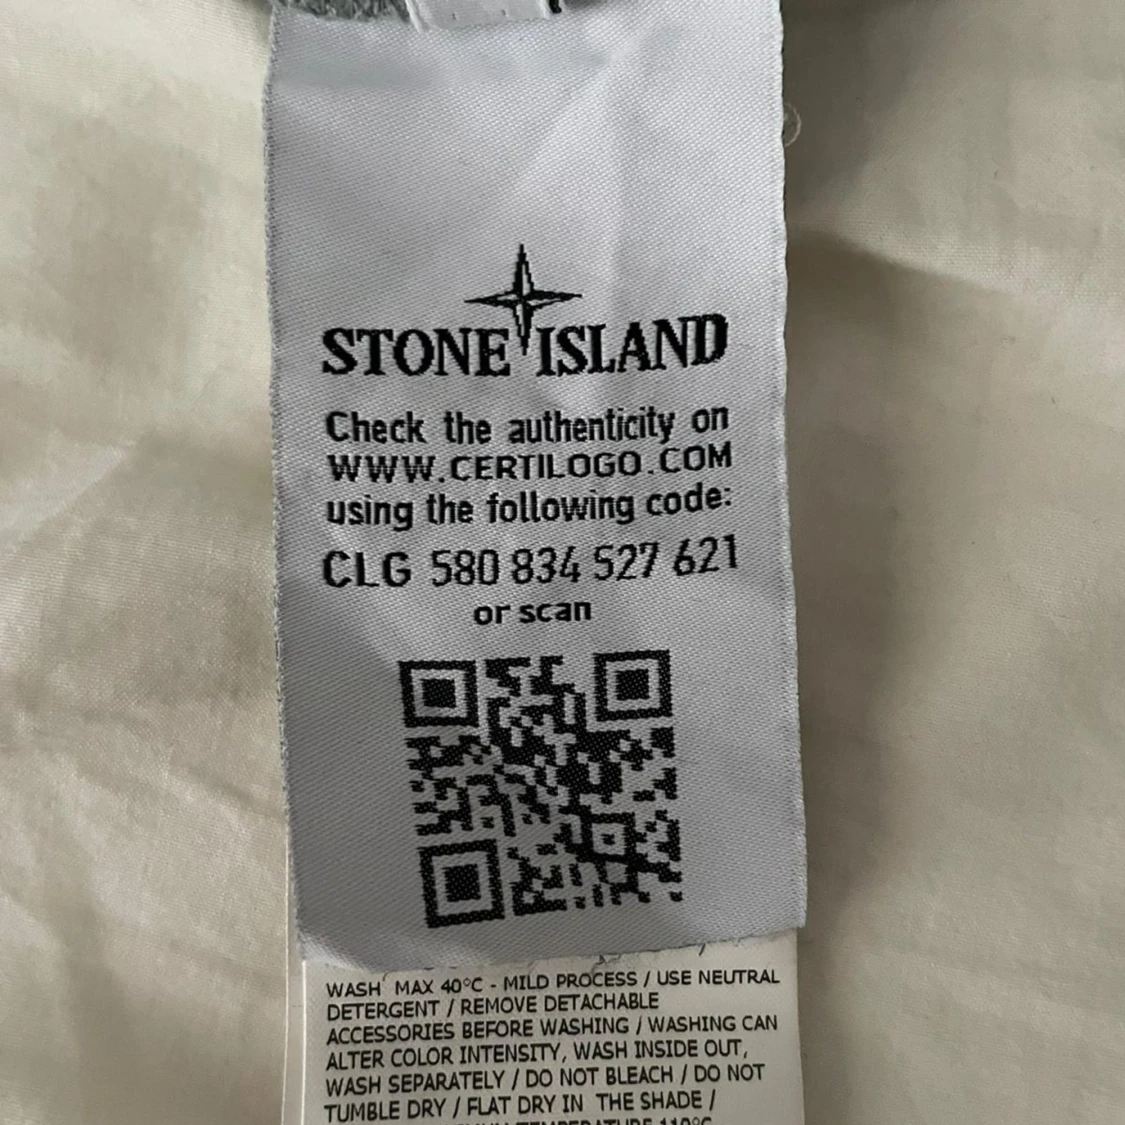 STONE ISLAND
Check the authenticity on
WWW.CERTILOGO.COM
using the following code:
CLG 580 834 527 621
or scan
WASH MAX 40°C - MILD PROCESS / USE NEUTRAL
DETERGENT / REMOVE DETACHABLE
ACCESSORIES BEFORE WASHING / WASHING CAN
ALTER COLOR INTENSITY, WASH INSIDE OUT,
WASH SEPARATELY / DO NOT BLEACH / DO NOT
TUMBLE DRY / FLAT DRY IN THE SHADE /
TEMPERATURE 110°C